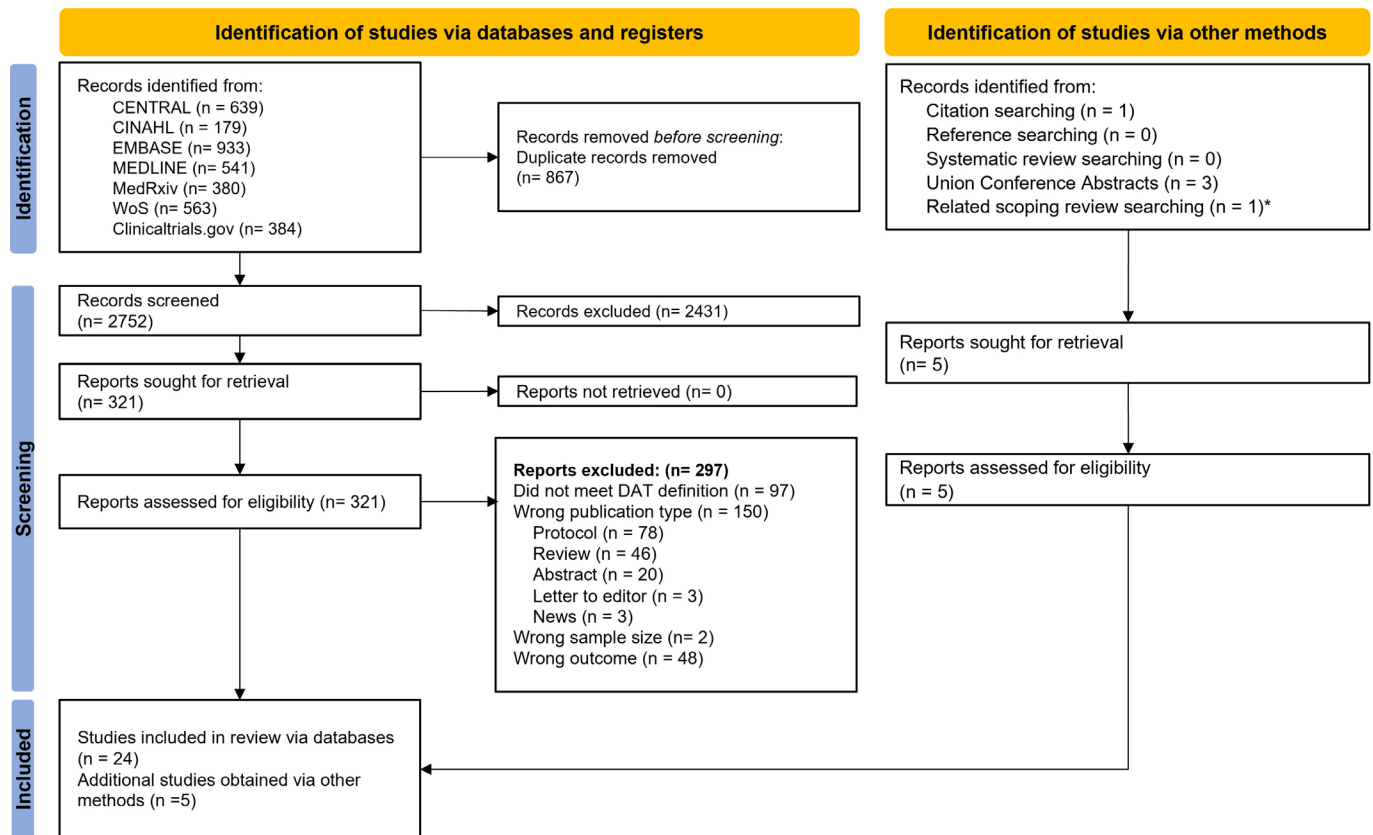 Identification of studies via databases and registers
Identification of studies via other methods
Identification
Records identified from:
CENTRAL (n = 639)
CINAHL (n = 179)
EMBASE (n = 933)
MEDLINE (n = 541)
MedRxiv (n = 380)
WoS (n = 563)
Clinicaltrials.gov (n= 384)
Records removed before screening:
Duplicate records removed
(n = 867)
Records identified from:
Citation searching (n = 1)
Reference searching (n = 0)
Systematic review searching (n = 0)
Union Conference Abstracts (n = 3)
Related scoping review searching (n = 1)*
Screening
Records screened
(n= 2752)
Records excluded (n= 2431)
Reports sought for retrieval
(n= 321)
Reports not retrieved (n= 0)
Reports sought for retrieval
(n= 5)
Reports assessed for eligibility (n= 321)
Reports excluded: (n= 297)
Did not meet DAT definition (n = 97)
Wrong publication type (n = 150)
Protocol (n = 78)
Review (n = 46)
Abstract (n = 20)
Letter to editor (n = 3)
News (n = 3)
Wrong sample size (n= 2)
Wrong outcome (n = 48)
Reports assessed for eligibility
(n = 5)
Included
Studies included in review via databases
(n = 24)
Additional studies obtained via other
methods (n =5)